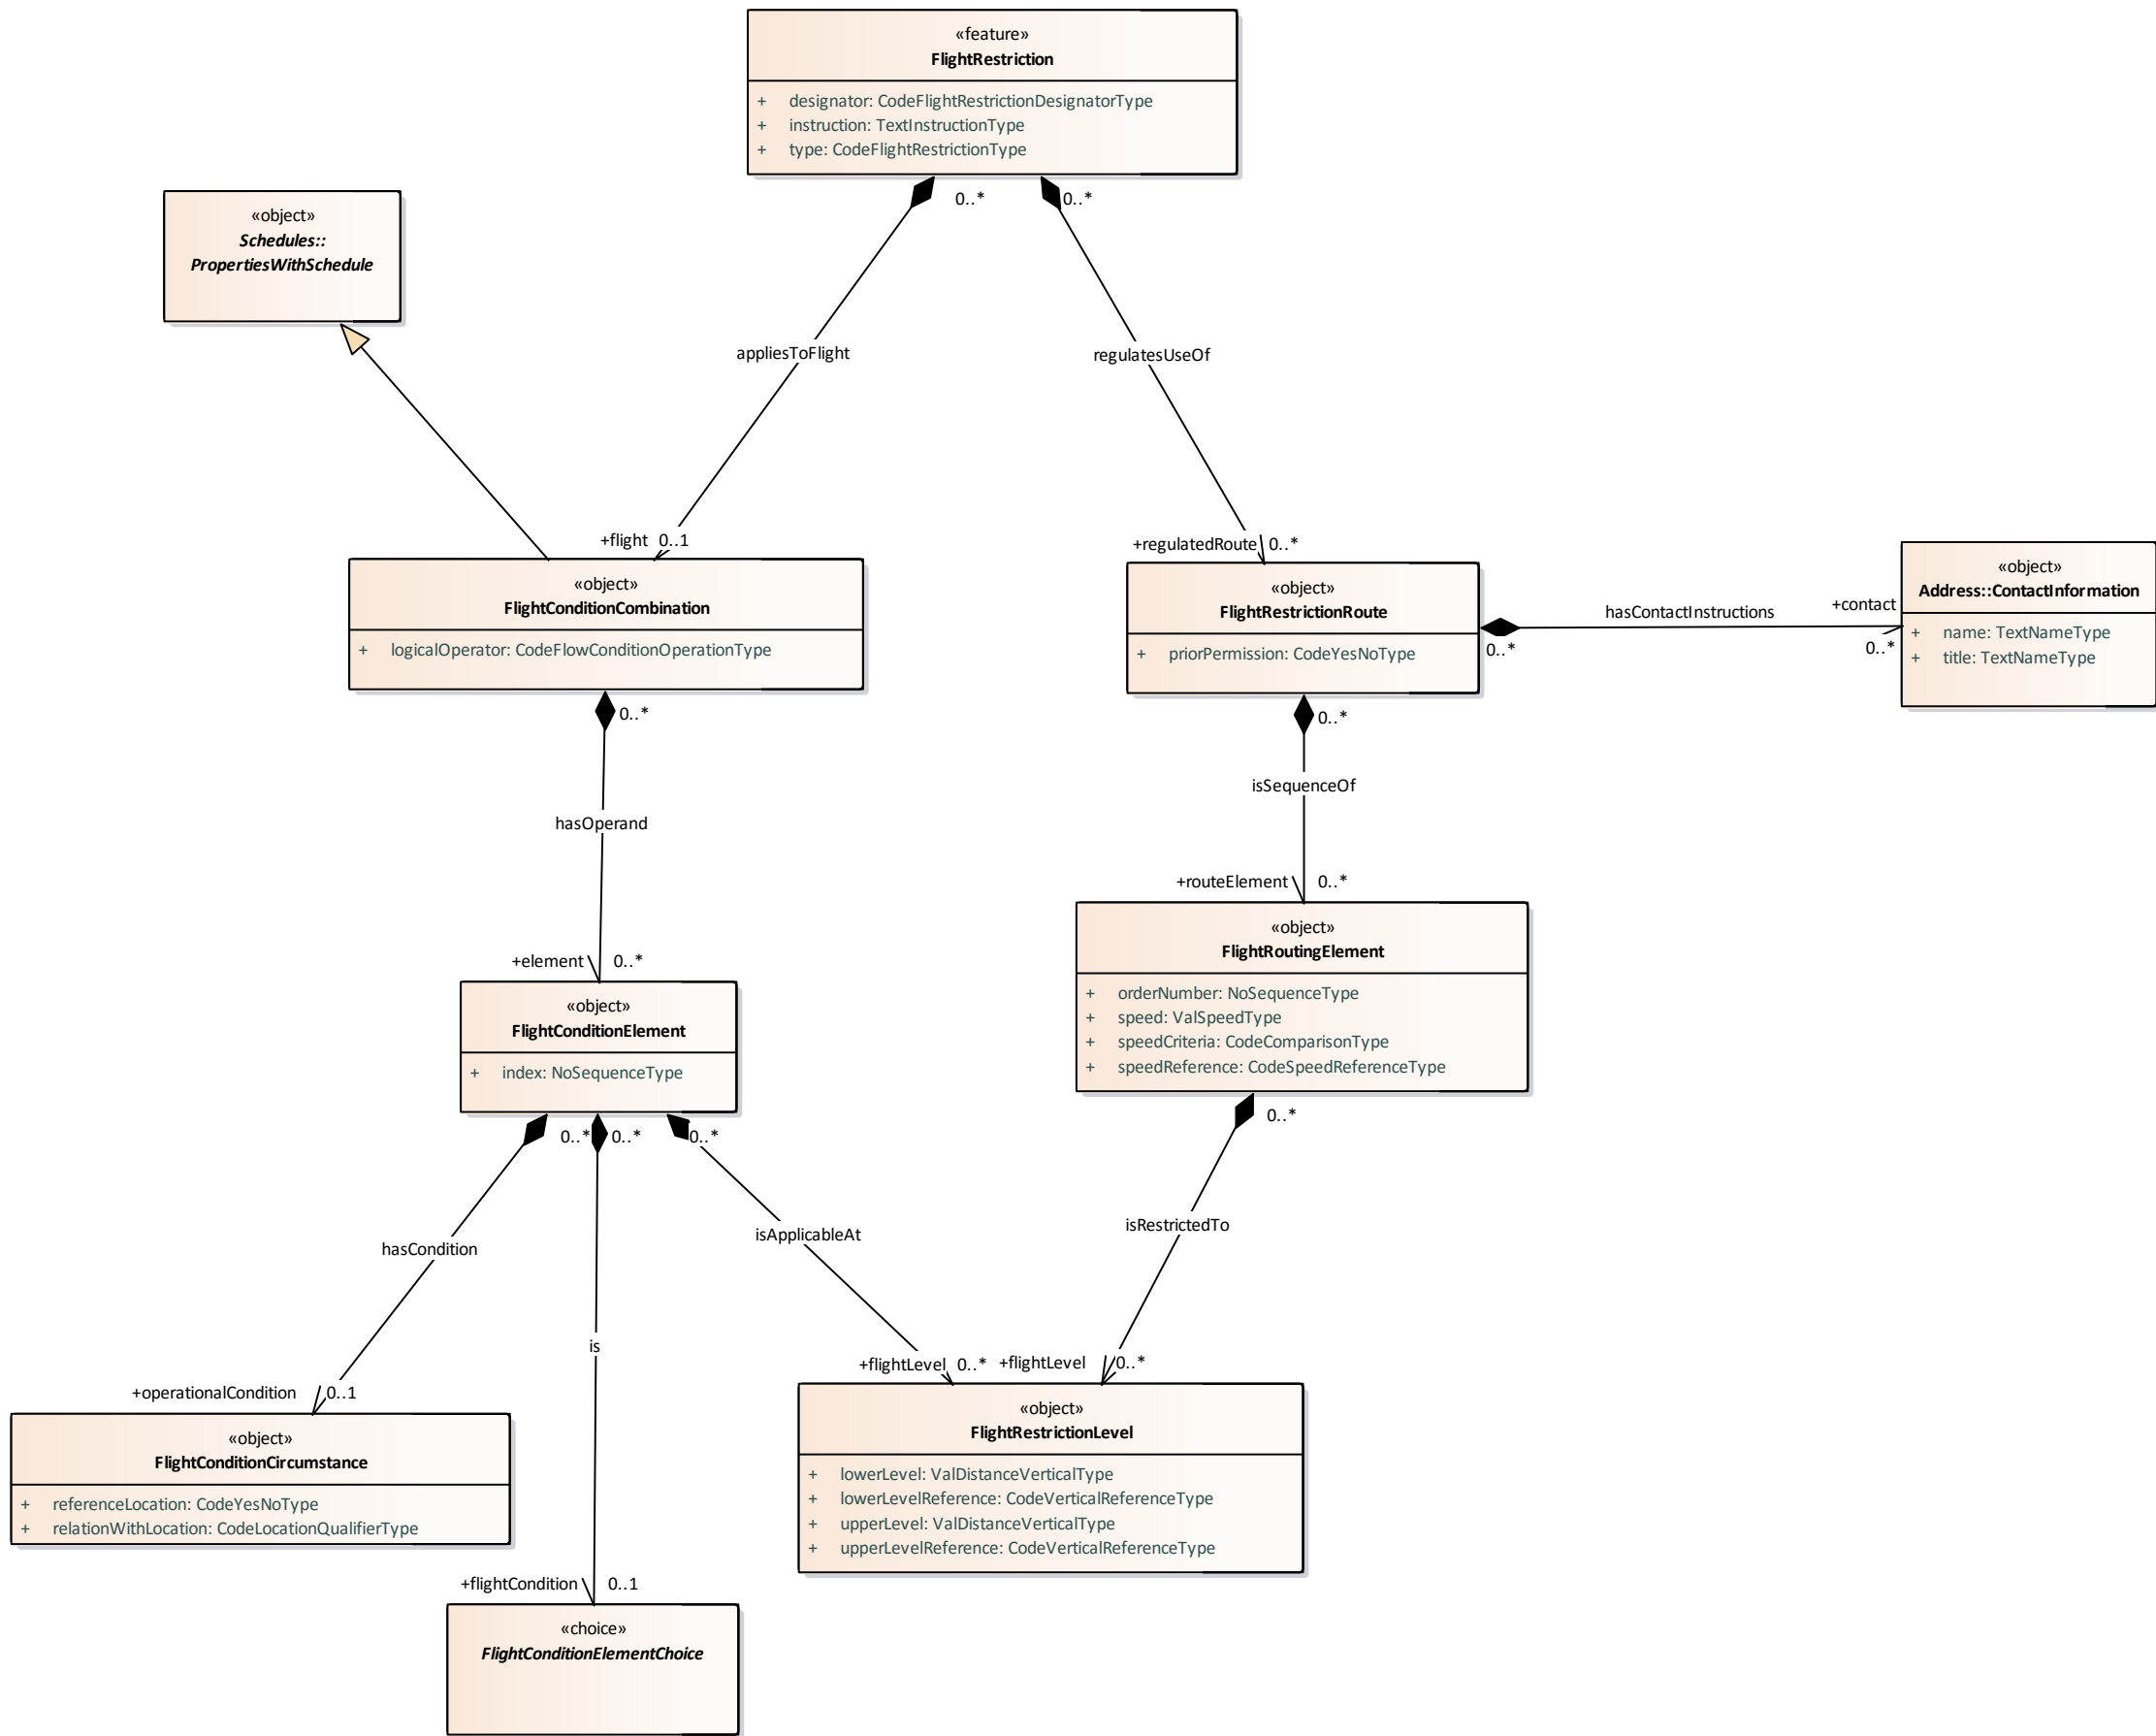 «feature»
FlightRestriction
+ designator: CodeFlightRestrictionDesignatorType
+ instruction: TextInstructionType
+ type: CodeFlightRestrictionType
«object»
Schedules::
PropertiesWithSchedule
0..*
0..*
appliesToFlight
regulatesUseOf
+flight 0..1
+regulatedRoute 0..*
«object»
FlightConditionCombination
+ logicalOperator: CodeFlowConditionOperationType
0..*
«object»
FlightRestrictionRoute
+ priorPermission: CodeYesNoType
0..*
0..*
hasContactInstructions
+contact
0..*
«object»
Address::ContactInformation
+ name: TextNameType
+ title: TextNameType
hasOperand
isSequenceOf
+element 0..*
+routeElement 0..*
«object»
FlightRoutingElement
+ orderNumber: NoSequenceType
+ speed: ValSpeedType
+ speedCriteria: CodeComparisonType
+ speedReference: CodeSpeedReferenceType
0..*
«object»
FlightConditionElement
+ index: NoSequenceType
0..*
0..*
0..*
hasCondition
is
isApplicableAt
isRestrictedTo
+operationalCondition 0..1
+flightLevel 0..*
+flightLevel 0..*
«object»
FlightConditionCircumstance
+ referenceLocation: CodeYesNoType
+ relationWithLocation: CodeLocationQualifierType
«object»
FlightRestrictionLevel
+ lowerLevel: ValDistanceVerticalType
+ lowerLevelReference: CodeVerticalReferenceType
+ upperLevel: ValDistanceVerticalType
+ upperLevelReference: CodeVerticalReferenceType
+flightCondition 0..1
«choice»
FlightConditionElementChoice